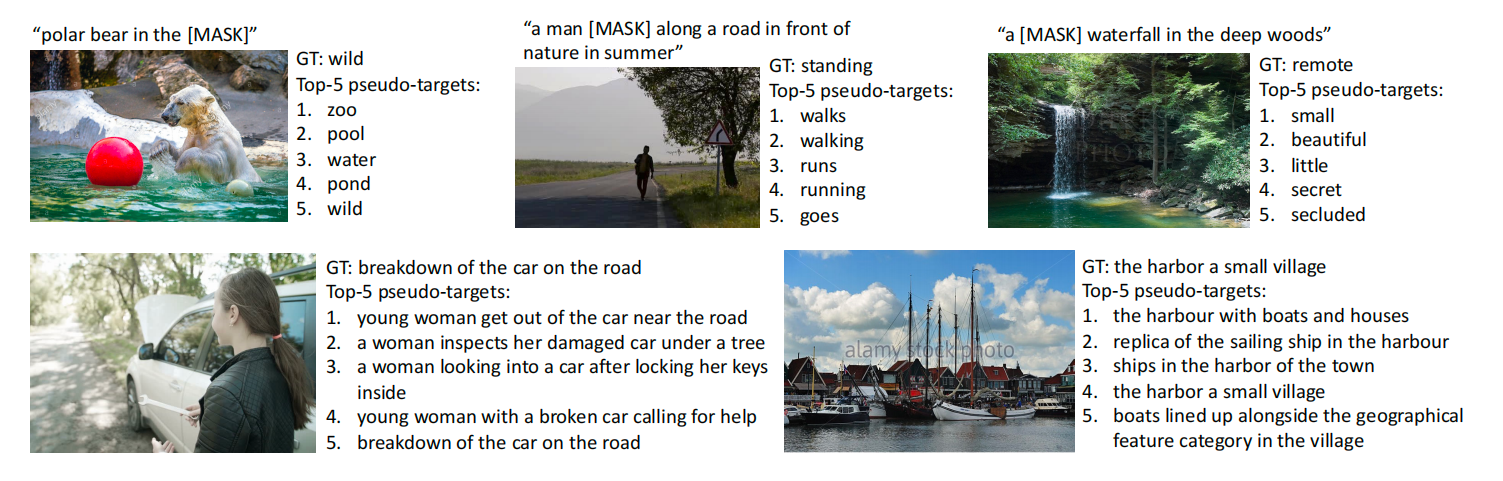 “polar bear in the [MASK]”
GT: wild
Top-5 pseudo-targets:
1. zoo
2. pool
3. water
4. pond
5. wild
“a man [MASK] along a road in front of
nature in summer”
GT: standing
Top-5 pseudo-targets:
1. walks
2. walking
3. runs
4. running
5. goes
“a [MASK] waterfall in the deep woods”
GT: remote
Top-5 pseudo-targets:
1. small
2. beautiful
3. little
4. secret
5. secluded
GT: breakdown of the car on the road
Top-5 pseudo-targets:
1. young woman get out of the car near the road
2. a woman inspects her damaged car under a tree
3. a woman looking into a car after locking her keys
inside
4. young woman with a broken car calling for help
5. breakdown of the car on the road
alamy stock photo
GT: the harbor a small village
Top-5 pseudo-targets:
1. the harbour with boats and houses
2. replica of the sailing ship in the harbour
3. ships in the harbor of the town
4. the harbor a small village
5. boats lined up alongside the geographical
feature category in the village